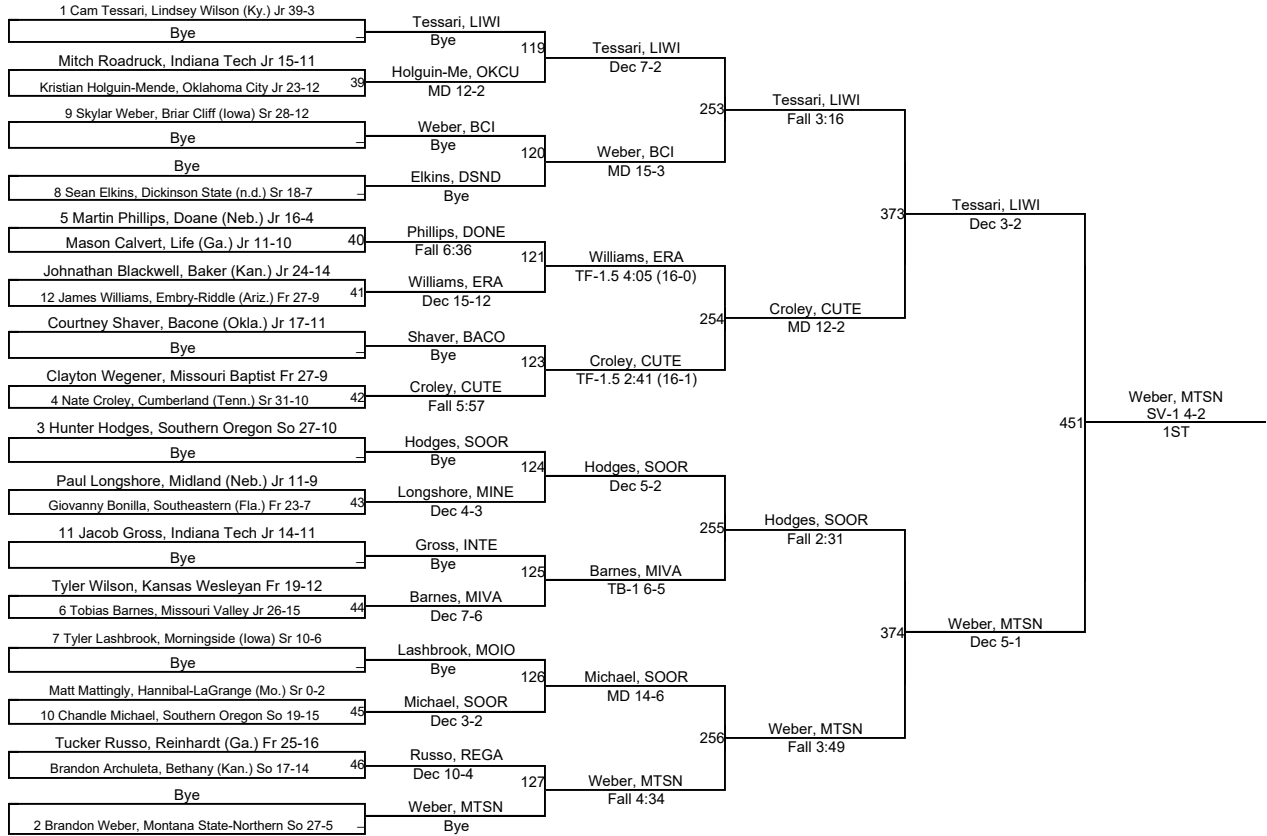 1 Cam Tessari, Lindsey Wilson (Ky.) Jr 39-3
Bye _
Mitch Roadruck, Indiana Tech Jr 15-11
Kristian Holguin-Mende, Oklahoma City Jr 23-12 39
9 Skylar Weber, Briar Cliff (Iowa) Sr 28-12
Bye _
Bye
8 Sean Elkins, Dickinson State (n.d.) Sr 18-7 _
5 Martin Phillips, Doane (Neb.) Jr 16-4
Mason Calvert, Life (Ga.) Jr 11-10 40
Johnathan Blackwell, Baker (Kan.) Jr 24-14
12 James Williams, Embry-Riddle (Ariz.) Fr 27-9 41
Courtney Shaver, Bacone (Okla.) Jr 17-11
Bye _
Clayton Wegener, Missouri Baptist Fr 27-9
4 Nate Croley, Cumberland (Tenn.) Sr 31-10 42
3 Hunter Hodges, Southern Oregon So 27-10
Bye _
Paul Longshore, Midland (Neb.) Jr 11-9
Giovanny Bonilla, Southeastern (Fla.) Fr 23-7 43
11 Jacob Gross, Indiana Tech Jr 14-11
Bye _
Tyler Wilson, Kansas Wesleyan Fr 19-12
6 Tobias Barnes, Missouri Valley Jr 26-15 44
7 Tyler Lashbrook, Morningside (Iowa) Sr 10-6
Bye _
Matt Mattingly, Hannibal-LaGrange (Mo.) Sr 0-2
10 Chandle Michael, Southern Oregon So 19-15 45
Tucker Russo, Reinhardt (Ga.) Fr 25-16
Brandon Archuleta, Bethany (Kan.) So 17-14 46
Bye
2 Brandon Weber, Montana State-Northern So 27-5 _
Tessari, LIWI
Bye
119
Holguin-Me, OKCU
MD 12-2
Weber, BCI
Bye
120
Elkins, DSND
Bye
Phillips, DONE
Fall 6:36
121
Williams, ERA
Dec 15-12
Shaver, BACO
Bye
123
Croley, CUTE
Fall 5:57
Hodges, SOOR
Bye
124
Longshore, MINE
Dec 4-3
Gross, INTE
Bye
125
Barnes, MIVA
Dec 7-6
Lashbrook, MOIO
Bye
126
Michael, SOOR
Dec 3-2
Russo, REGA
Dec 10-4
127
Weber, MTSN
Bye
Tessari, LIWI
Dec 7-2
253
Weber, BCI
MD 15-3
Williams, ERA
TF-1.5 4:05 (16-0)
254
Croley, CUTE
TF-1.5 2:41 (16-1)
Hodges, SOOR
Dec 5-2
255
Barnes, MIVA
TB-1 6-5
Michael, SOOR
MD 14-6
256
Weber, MTSN
Fall 4:34
Tessari, LIWI
Fall 3:16
373
Croley, CUTE
MD 12-2
Hodges, SOOR
Fall 2:31
374
Weber, MTSN
Fall 3:49
Tessari, LIWI
Dec 3-2
451
Weber, MTSN
Dec 5-1
Weber, MTSN
SV-1 4-2
1ST